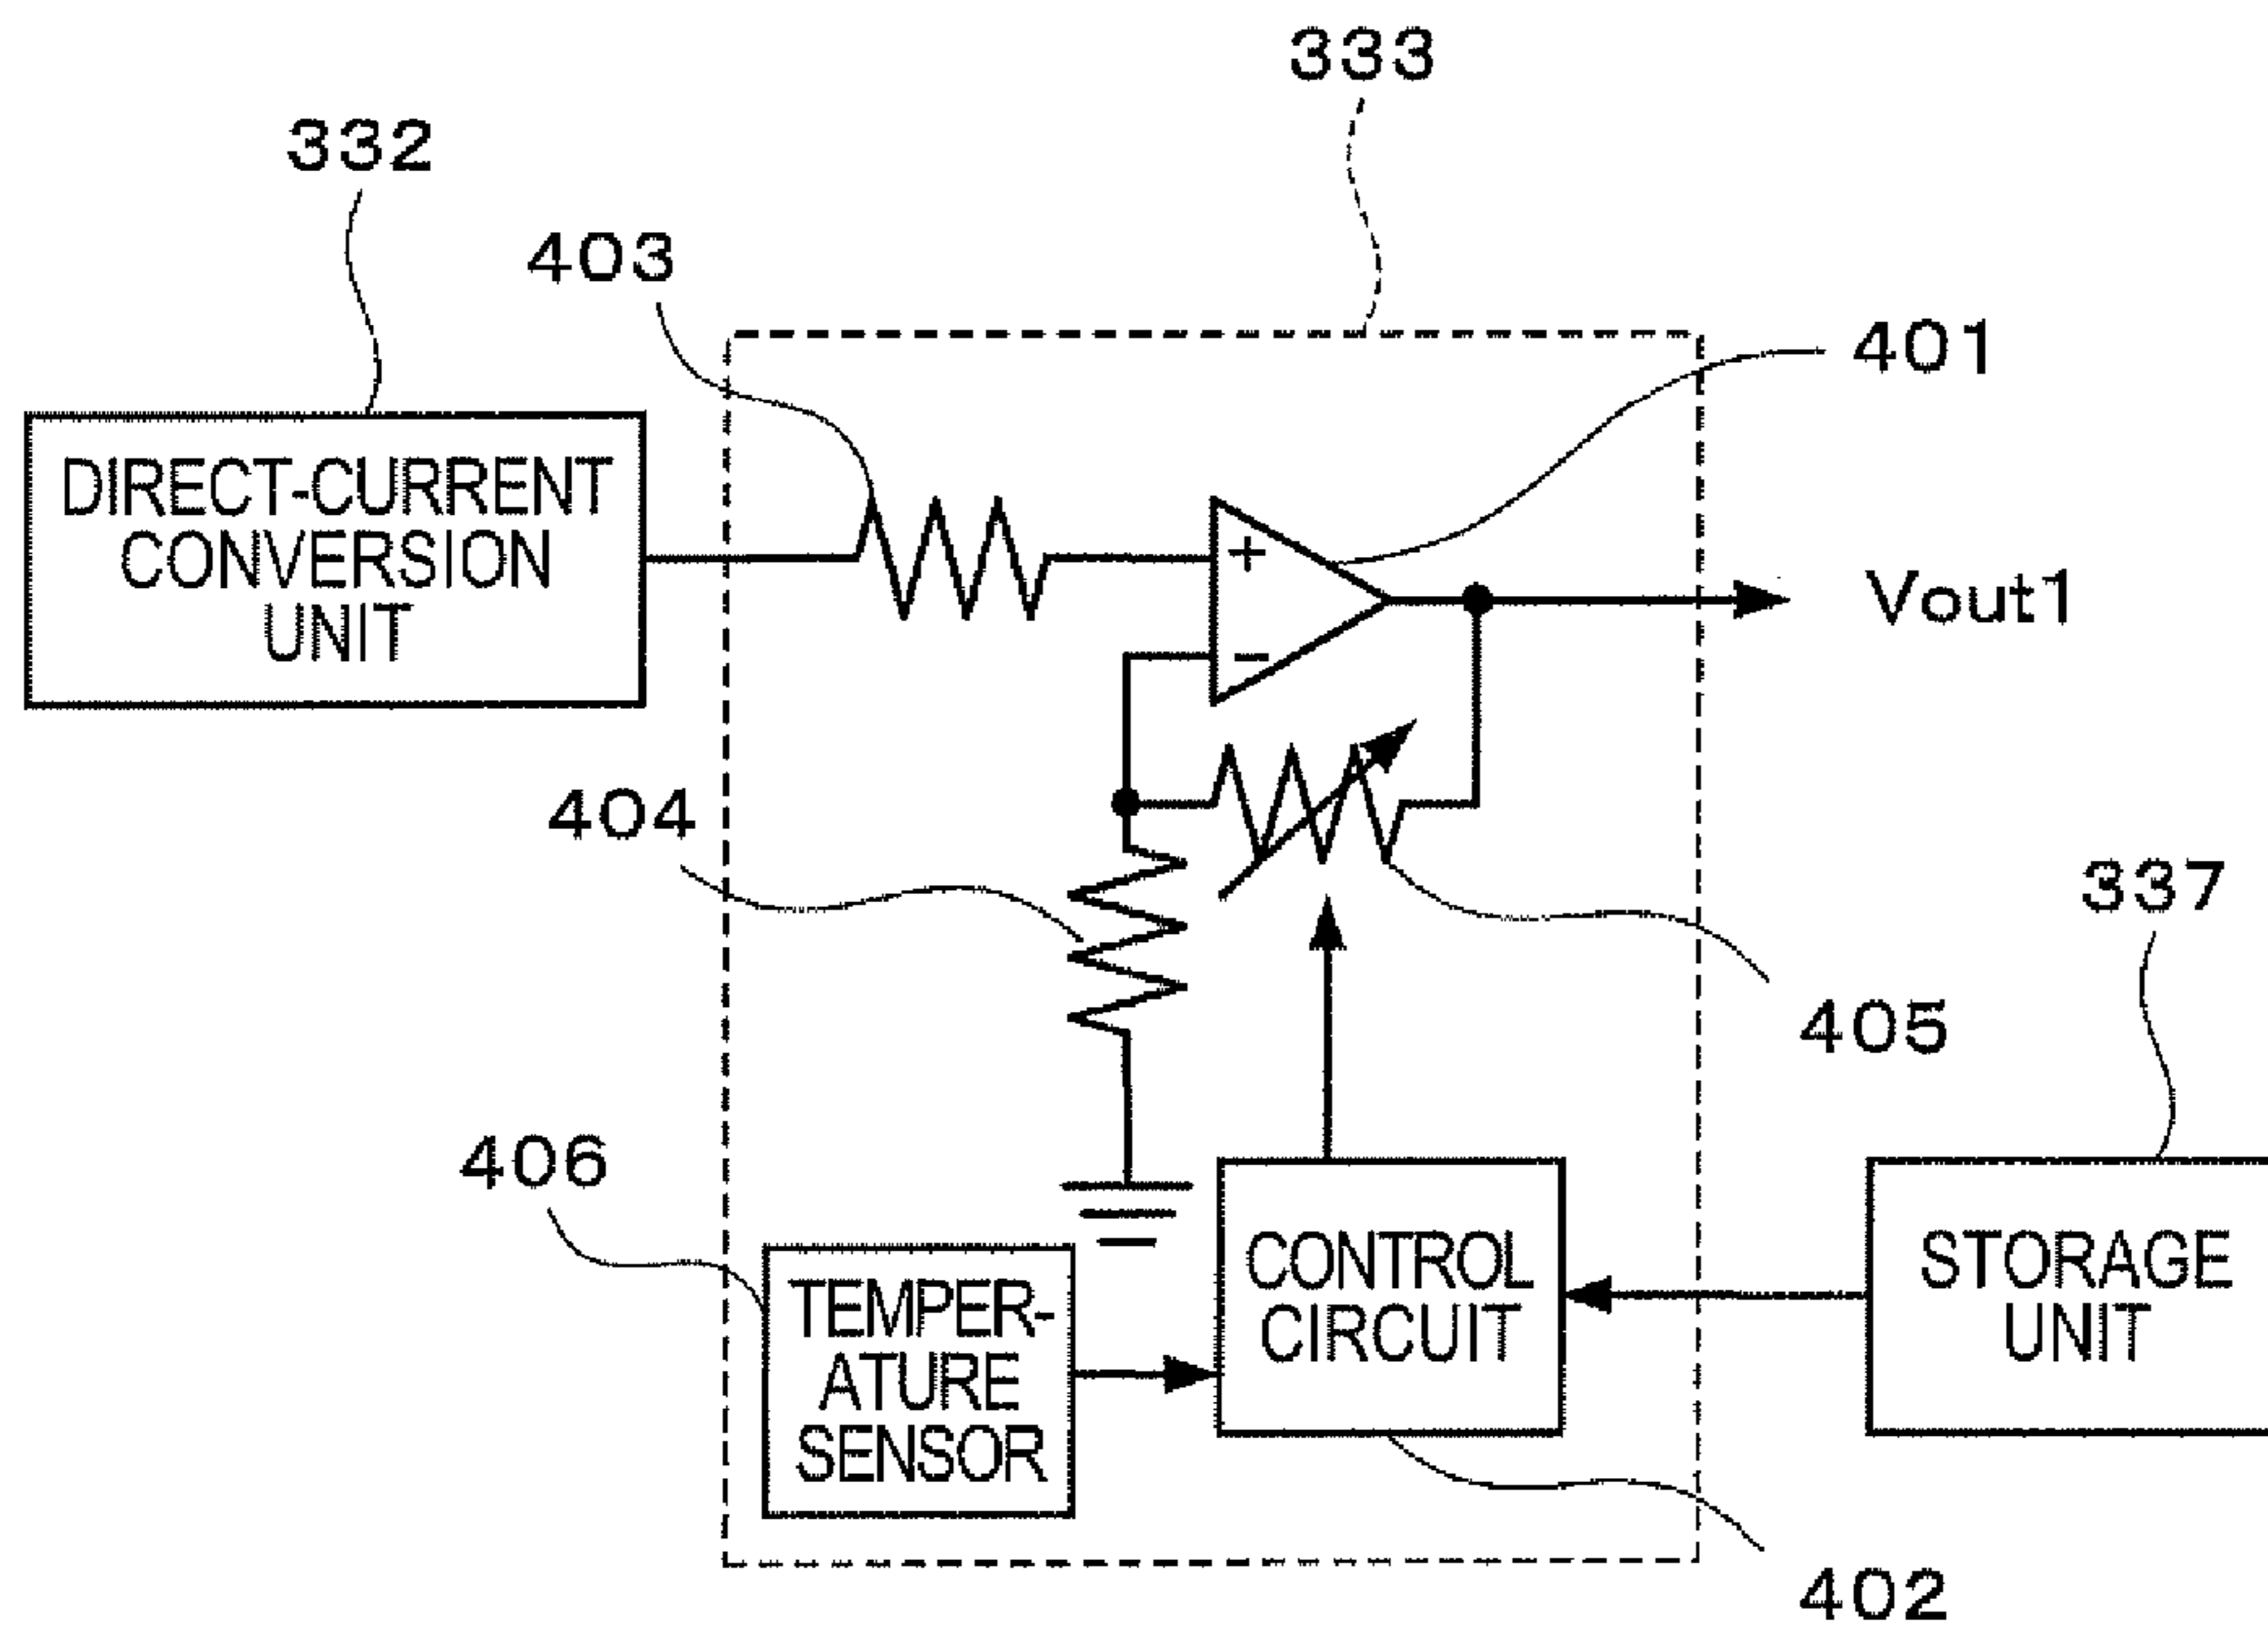 333
332
403
401
DIRECT-CURRENT
CONVERSION
UNIT
+
−
Vout1
404
337
405
406
CONTROL
CIRCUIT
STORAGE
UNIT
TEMPER-
ATURE
SENSOR
402